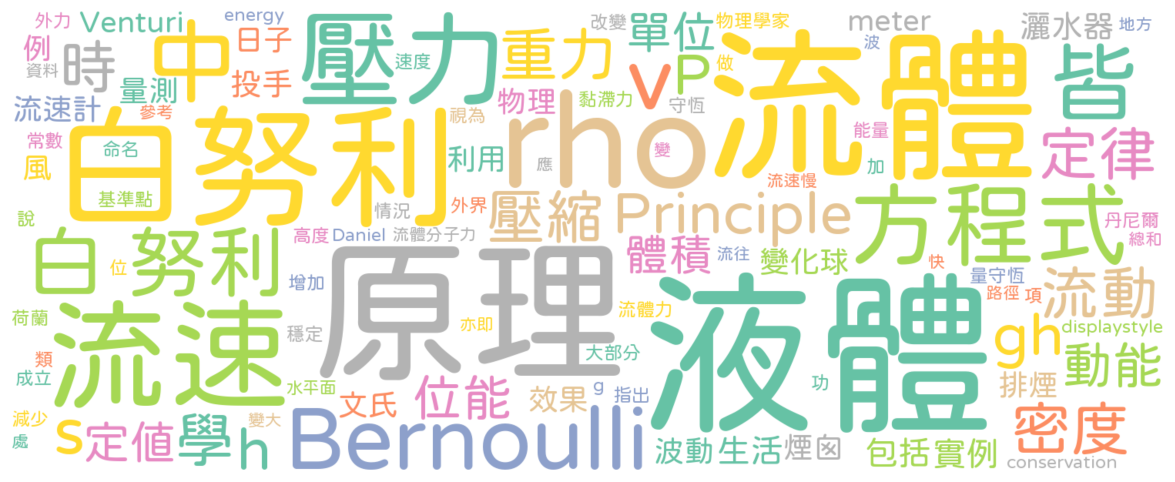 外力 Venturi energy 改變 物理學家 meter 灑水器 地方
例 時 中 日子 壓力 速度 重力 單位 做 流體 波 皆
資料 量測 投手 物理 黏滯力 v P 守恆
流速計 參考 視為 rho 能量 定律
常數 命名 白努利 利用 應 變 加
風 基準點 流速慢
說 情況 外界 壓縮 Principle 方程式 丹尼爾
白努利 高度 Daniel 流體分子力 體積 流往 變化球 快 總和
位 增加 原理 液體 量守恆 路徑 項 流動
荷蘭 流速 穩定 亦即 流體力 gh displaystyle
類 大部分 動能
成立 水平面 位能 效果 g 指出 功 排煙
減少 s 定值 學 h 變大 文氏 Bernoulli 密度
處 波動 生活 煙囪 包括 實例 conservation